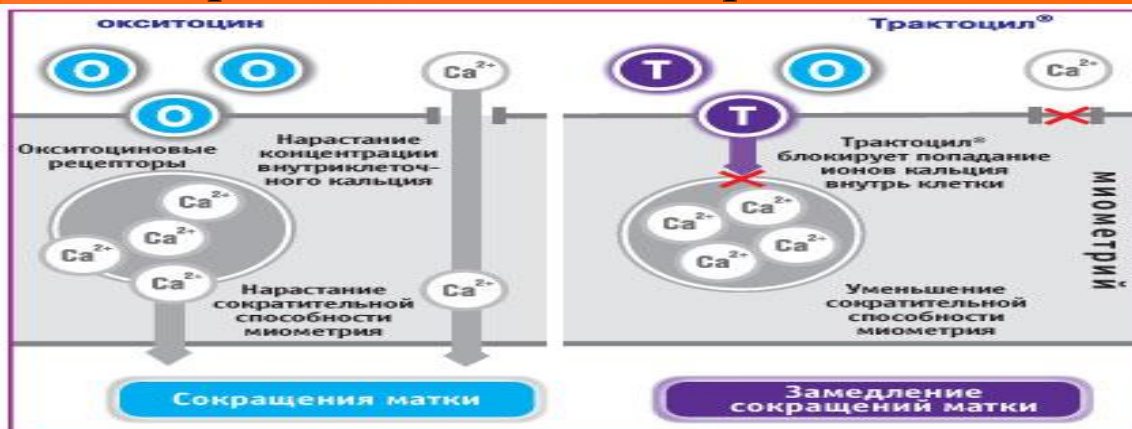 окситоцин
Трактоцил®
О
О
О
Ca²⁺
Т
О
Т
Ca²⁺
Окситоциновые
рецепторы
Нарастание
концентрации
внутриклеточ-
ного кальция
Ca²⁺
Ca²⁺
Ca²⁺
Ca²⁺
Ca²⁺
Нарастание
сократительной
способности
миометрия
Трактоцил®
блокирует попадание
ионов кальция
внутрь клетки
Ca²⁺
Ca²⁺
Ca²⁺
Ca²⁺
Уменьшение
сократительной
способности
миометрия
миометрий
Сокращения матки
Замедление
сокращений матки